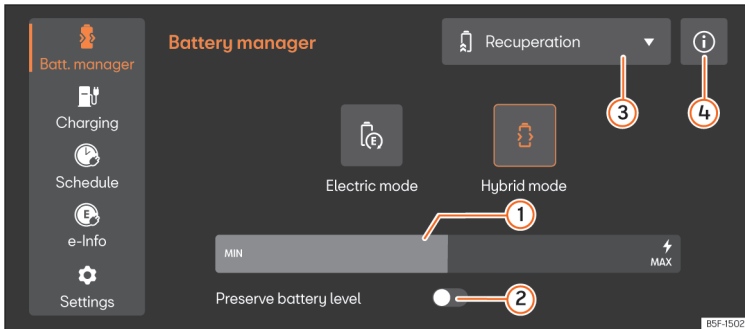 Batt. manager
Charging
Schedule
E
e-Info
Settings
Battery manager
Recuperation
i
3
4
E
Electric mode
Hybrid mode
1
MIN
MAX
Preserve battery level
2
B5F-1502